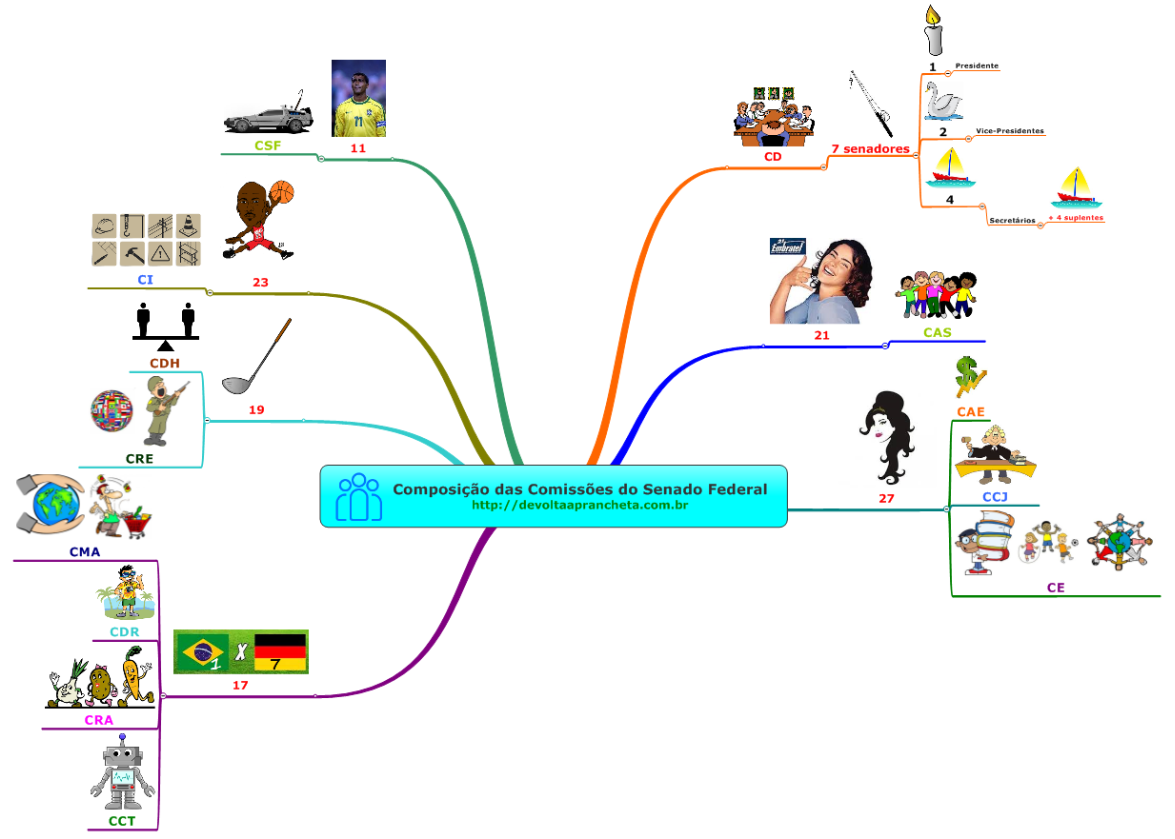 Composição das Comissões do Senado Federal
http://devoltaaprancheta.com.br
CD
7 senadores
1
Presidente
2
Vice-Presidentes
4
Secretários
+ 4 suplentes
21
Embratel
21
CAS
27
CAE
CCJ
CE
11
11
CSF
23
CI
19
CDH
CRE
1 X 7
17
CMA
CDR
CRA
CCT